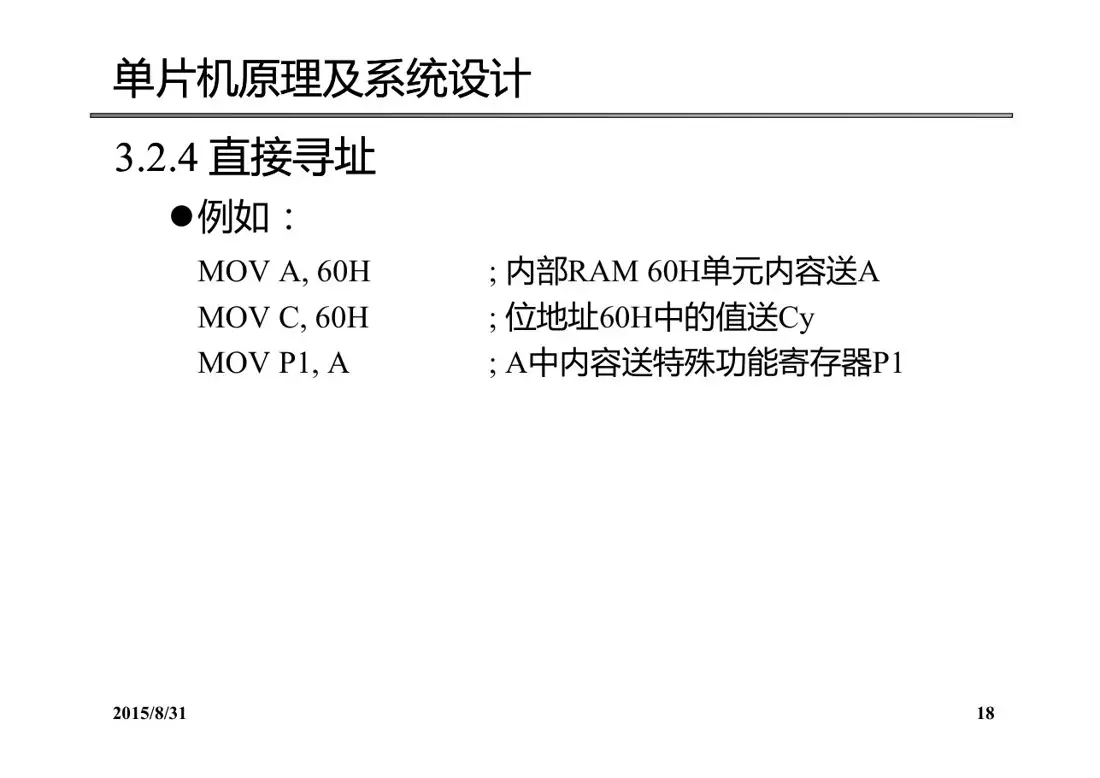 单片机原理及系统设计
3.2.4 直接寻址
●例如：
MOV A, 60H ; 内部RAM 60H单元内容送A
MOV C, 60H ; 位地址60H中的值送Cy
MOV P1, A ; A中内容送特殊功能寄存器P1
2015/8/31 18